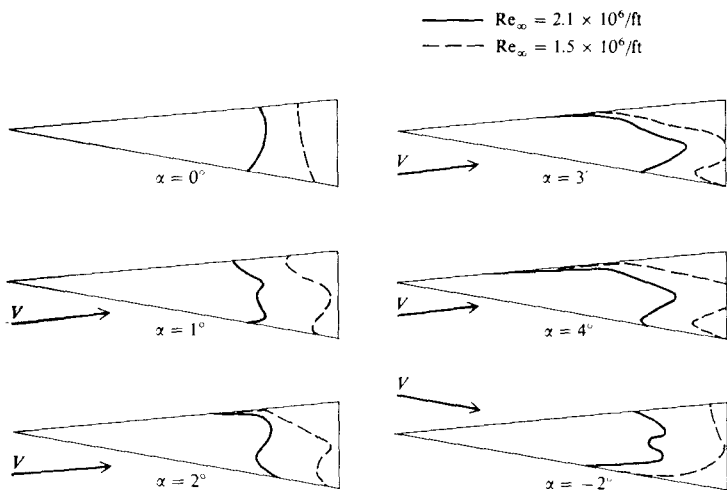 Re∞ = 2.1 × 10⁶/ft
Re∞ = 1.5 × 10⁶/ft
α = 0°
V
α = 3′
V
α = 1°
V
α = 4°
V
α = 2°
V
α = −2°